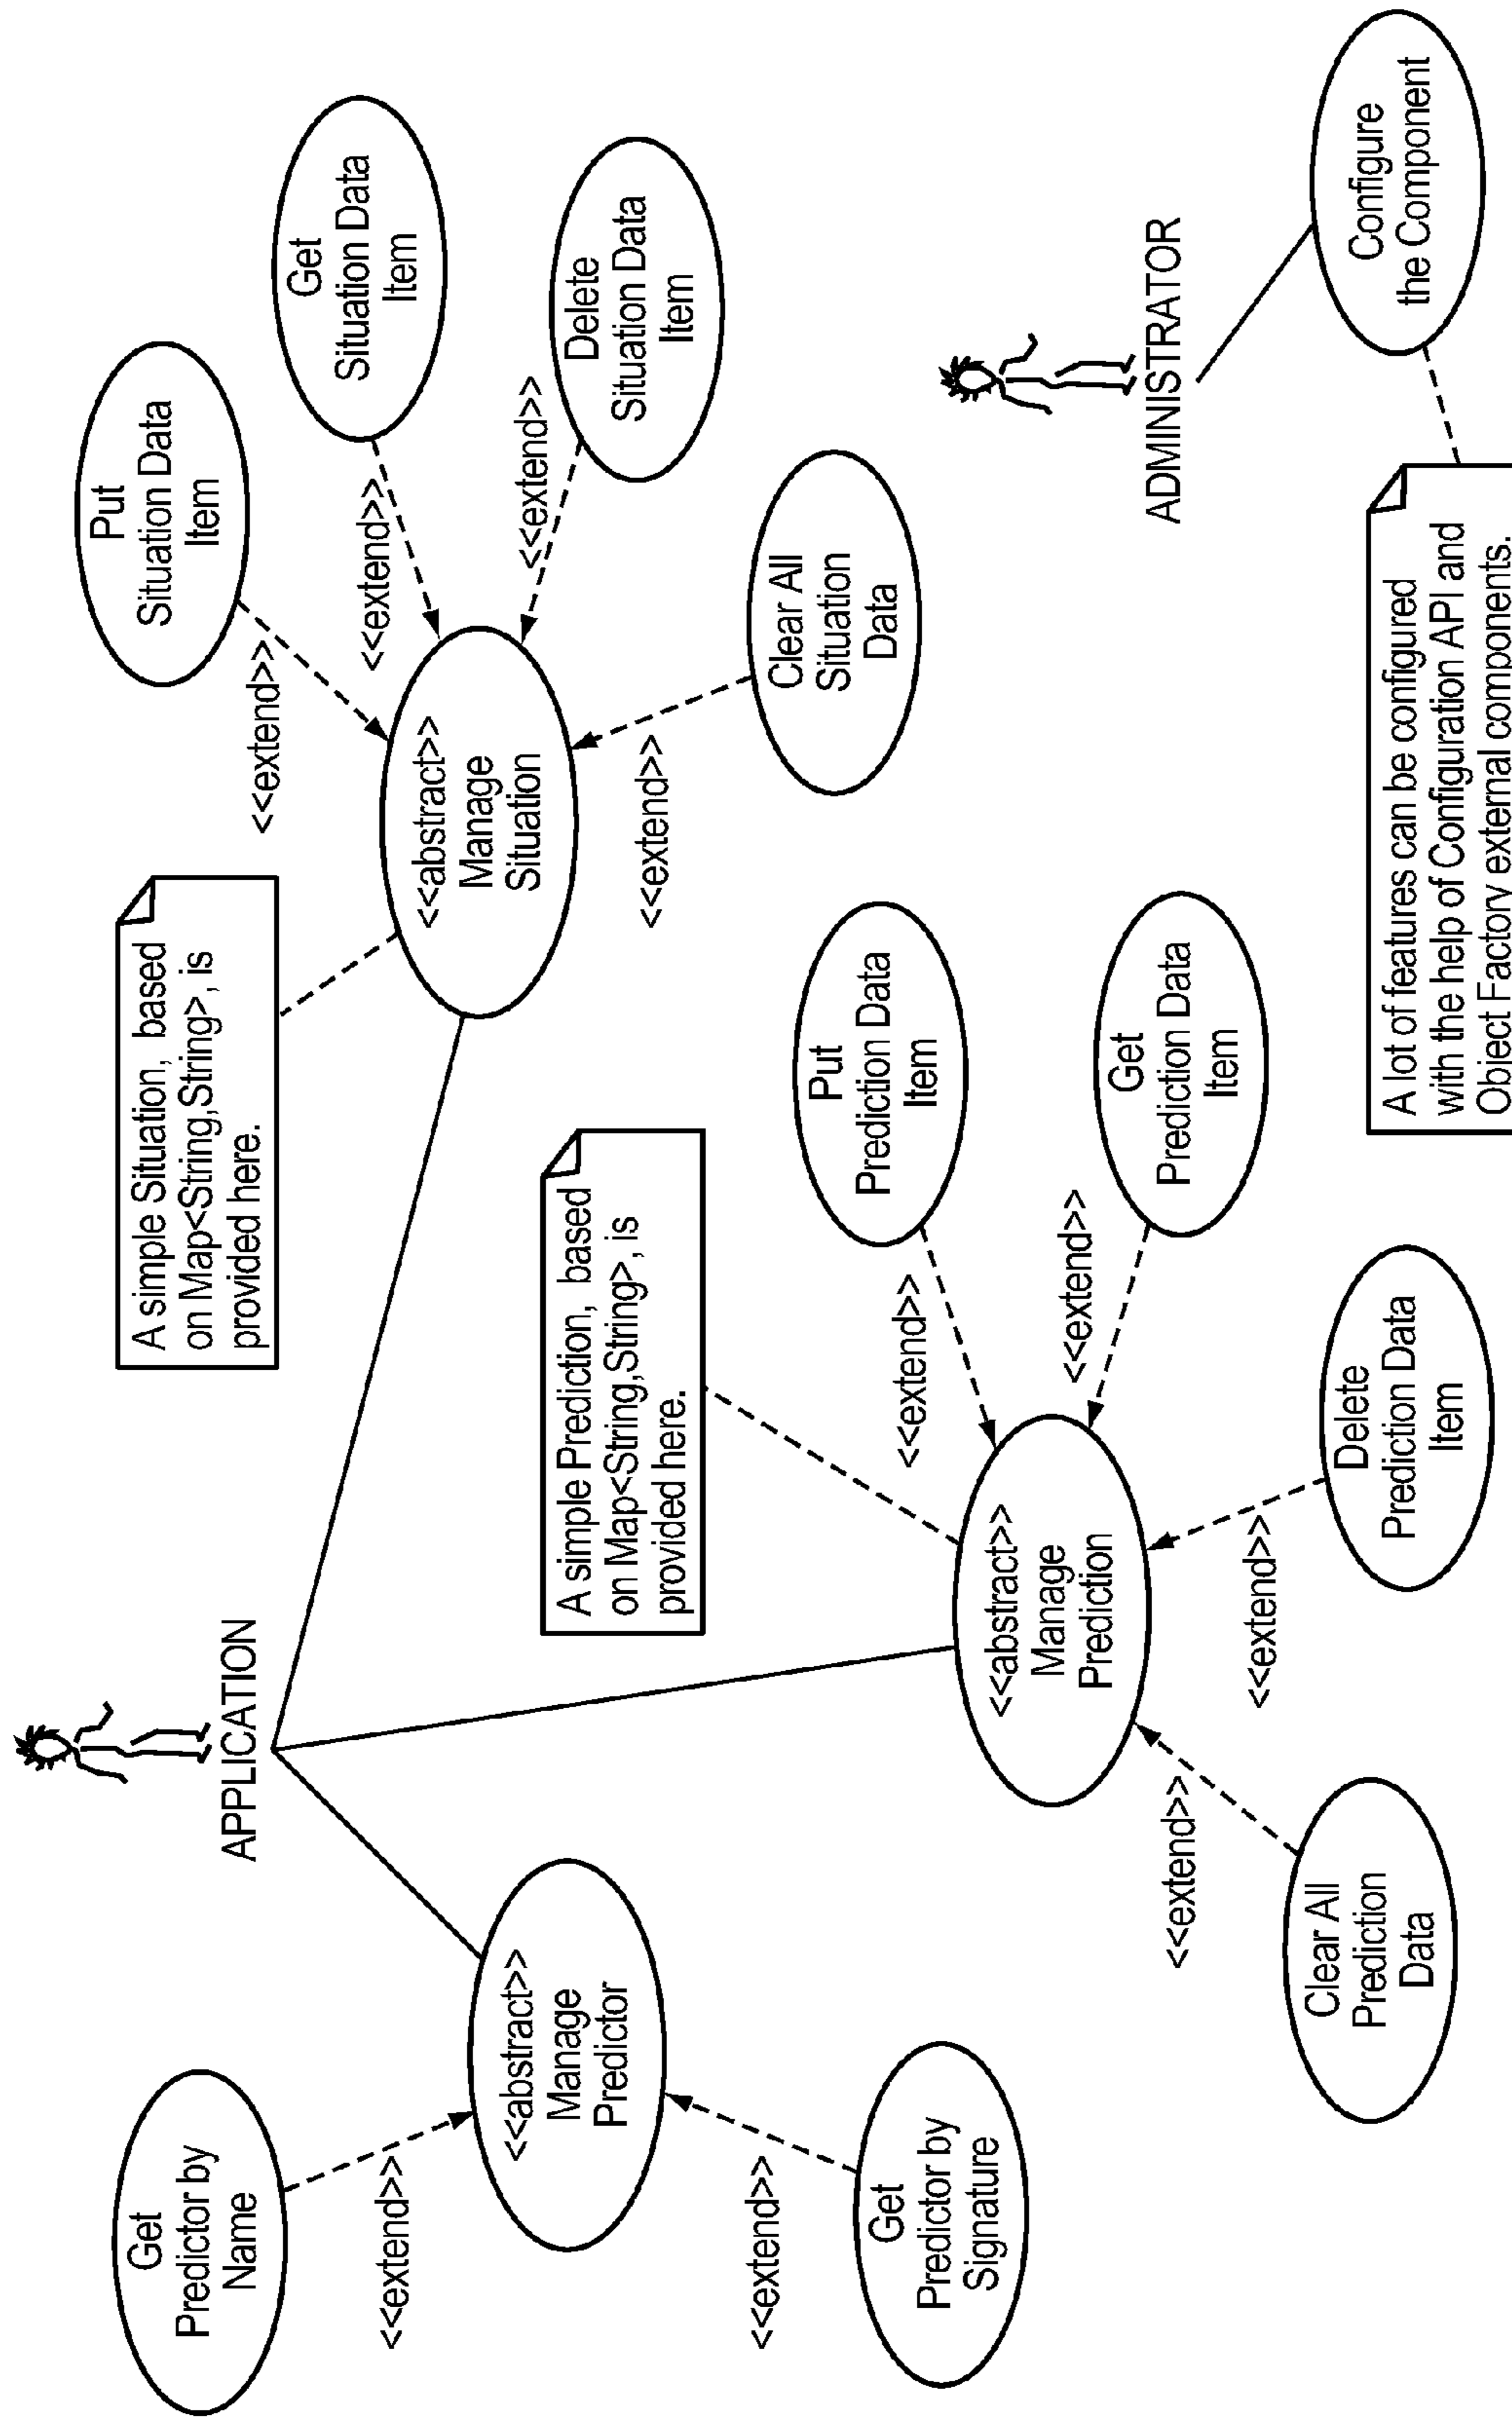 APPLICATION
Get
Predictor by
Name
<<extend>>
<<abstract>>
Manage
Predictor
<<extend>>
Get
Predictor by
Signature
A simple Situation, based
on Map<String,String>, is
provided here.
Put
Situation Data
Item
<<extend>>
Get
Situation Data
Item
<<extend>>
<<abstract>>
Manage
Situation
<<extend>>
Delete
Situation Data
Item
<<extend>>
Clear All
Situation
Data
A simple Prediction, based
on Map<String,String>, is
provided here.
Put
Prediction Data
Item
<<extend>>
<<abstract>>
Manage
Prediction
<<extend>>
Get
Prediction Data
Item
<<extend>>
Clear All
Prediction
Data
<<extend>>
Delete
Prediction Data
Item
ADMINISTRATOR
Configure
the Component
A lot of features can be configured
with the help of Configuration API and
Object Factory external components.